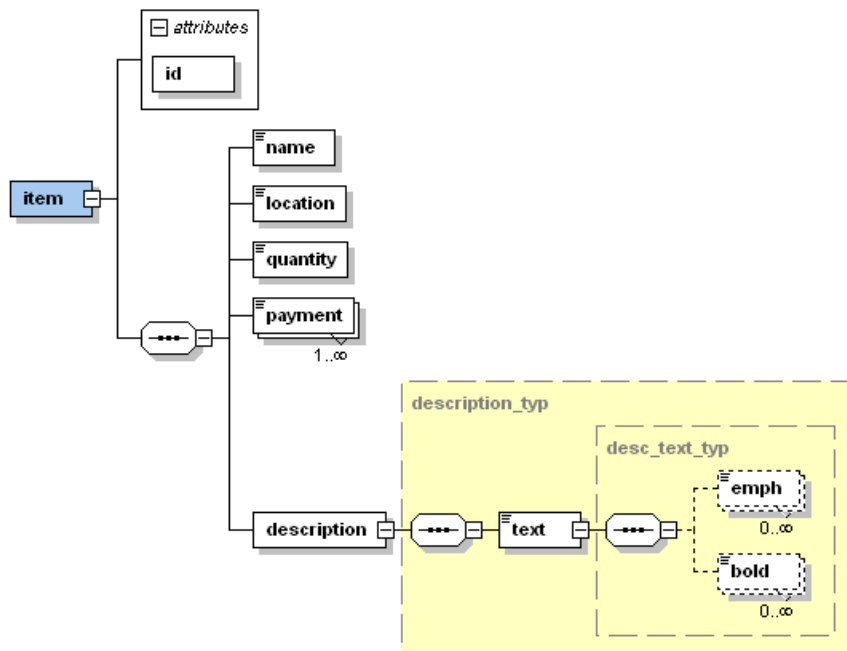 attributes
id
name
item
location
quantity
payment
1..∞
description_typ
desc_text_typ
emph
0..∞
description
text
bold
0..∞